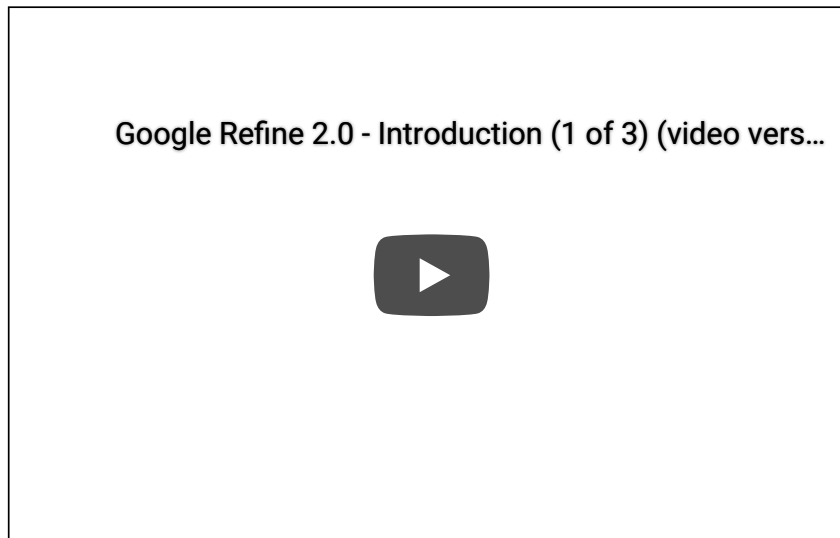 Google Refine 2.0 - Introduction (1 of 3) (video vers…